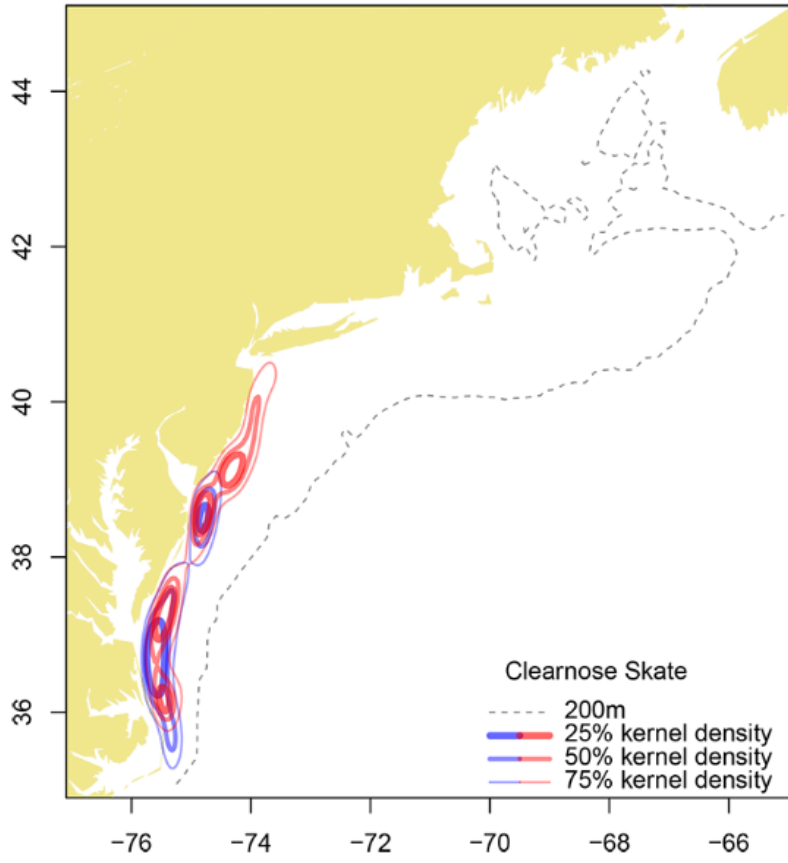 44
42
40
38
36
Clearnose Skate
200m
25% kernel density
50% kernel density
75% kernel density
−76 −74 −72 −70 −68 −66